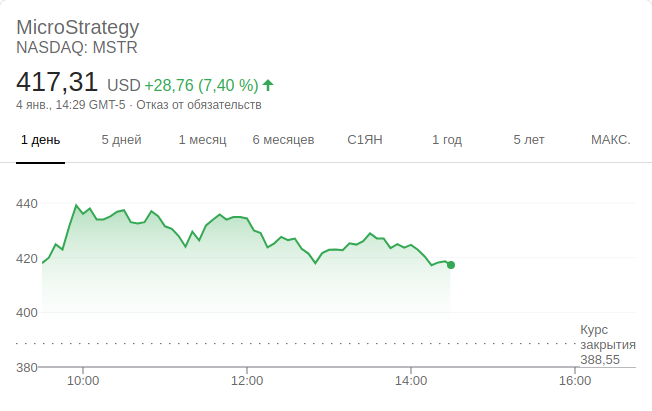 MicroStrategy
NASDAQ: MSTR
417,31 USD +28,76 (7,40 %)
4 янв., 14:29 GMT-5 · Отказ от обязательств
1 день 5 дней 1 месяц 6 месяцев С1ЯН 1 год 5 лет МАКС.
440
420
400
Курс
закрытия
388,55
380
10:00 12:00 14:00 16:00